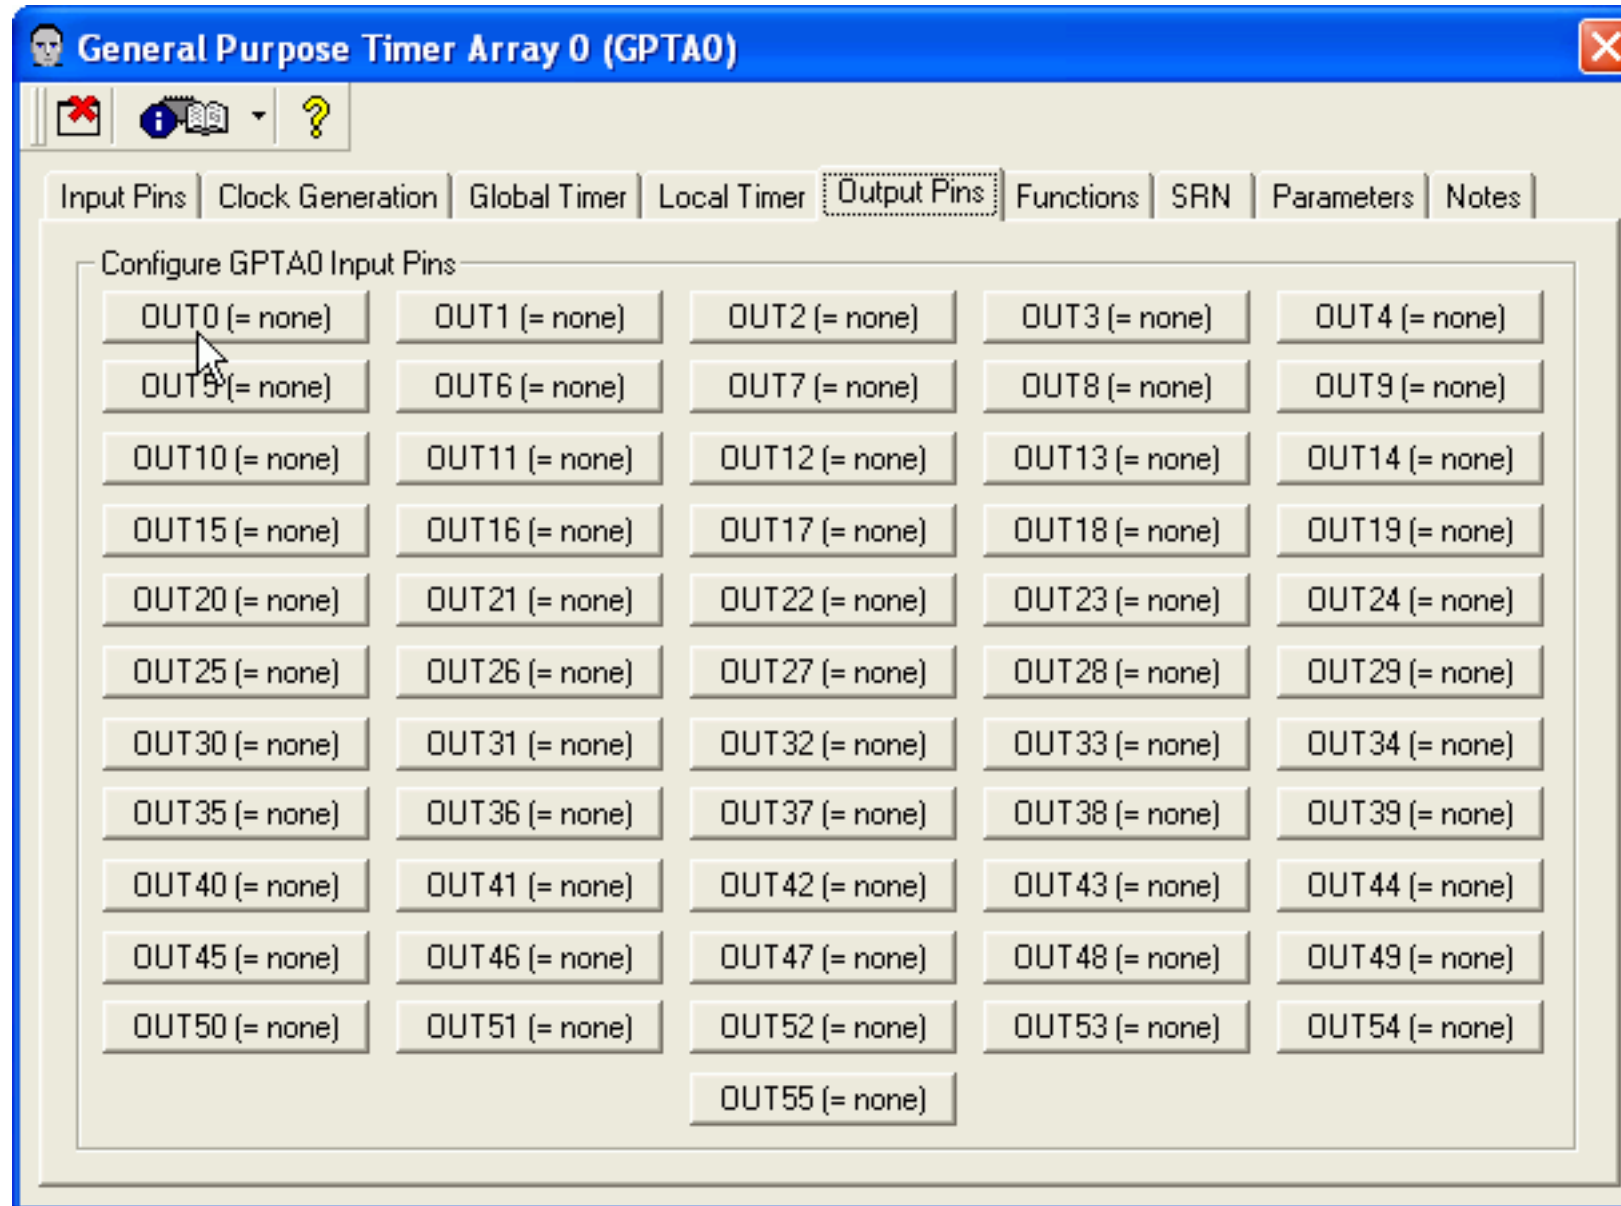 General Purpose Timer Array 0 (GPTA0)
Input Pins Clock Generation Global Timer Local Timer Output Pins Functions SRN Parameters Notes
Configure GPTA0 Input Pins
OUT0 (= none) OUT1 (= none) OUT2 (= none) OUT3 (= none) OUT4 (= none)
OUT5 (= none) OUT6 (= none) OUT7 (= none) OUT8 (= none) OUT9 (= none)
OUT10 (= none) OUT11 (= none) OUT12 (= none) OUT13 (= none) OUT14 (= none)
OUT15 (= none) OUT16 (= none) OUT17 (= none) OUT18 (= none) OUT19 (= none)
OUT20 (= none) OUT21 (= none) OUT22 (= none) OUT23 (= none) OUT24 (= none)
OUT25 (= none) OUT26 (= none) OUT27 (= none) OUT28 (= none) OUT29 (= none)
OUT30 (= none) OUT31 (= none) OUT32 (= none) OUT33 (= none) OUT34 (= none)
OUT35 (= none) OUT36 (= none) OUT37 (= none) OUT38 (= none) OUT39 (= none)
OUT40 (= none) OUT41 (= none) OUT42 (= none) OUT43 (= none) OUT44 (= none)
OUT45 (= none) OUT46 (= none) OUT47 (= none) OUT48 (= none) OUT49 (= none)
OUT50 (= none) OUT51 (= none) OUT52 (= none) OUT53 (= none) OUT54 (= none)
OUT55 (= none)